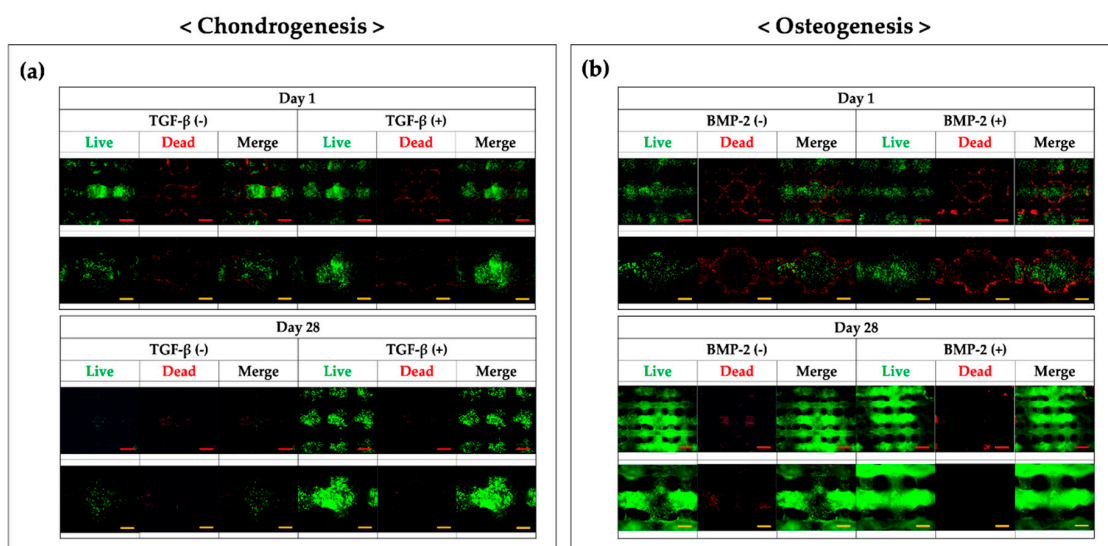 < Chondrogenesis >
(a)
Day 1
TGF-β (-) TGF-β (+)
Live Dead Merge Live Dead Merge
Day 28
TGF-β (-) TGF-β (+)
Live Dead Merge Live Dead Merge
< Osteogenesis >
(b)
Day 1
BMP-2 (-) BMP-2 (+)
Live Dead Merge Live Dead Merge
Day 28
BMP-2 (-) BMP-2 (+)
Live Dead Merge Live Dead Merge